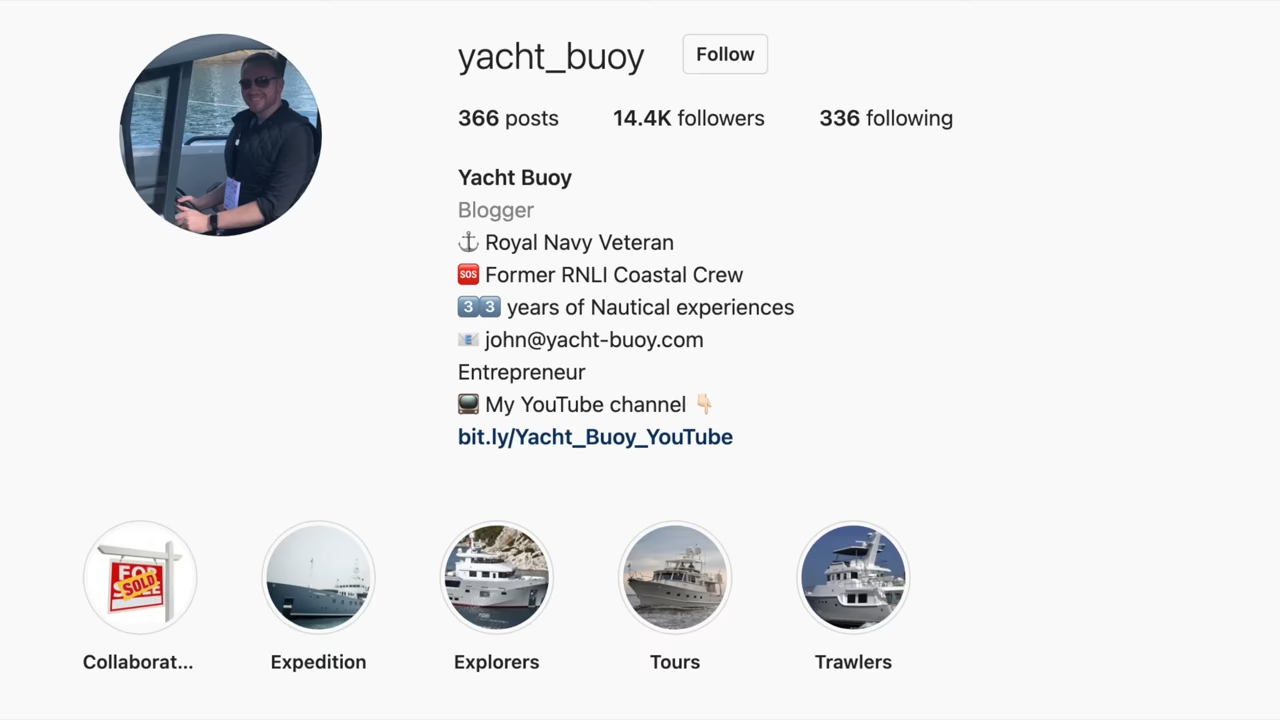 yacht_buoy Follow
366 posts 14.4K followers 336 following
Yacht Buoy
Blogger
⚓ Royal Navy Veteran
🆘 Former RNLI Coastal Crew
3️⃣3️⃣ years of Nautical experiences
📧 john@yacht-buoy.com
Entrepreneur
📺 My YouTube channel 👇🏻
bit.ly/Yacht_Buoy_YouTube
FOR
SALE
SOLD
Collaborat... Expedition Explorers Tours Trawlers